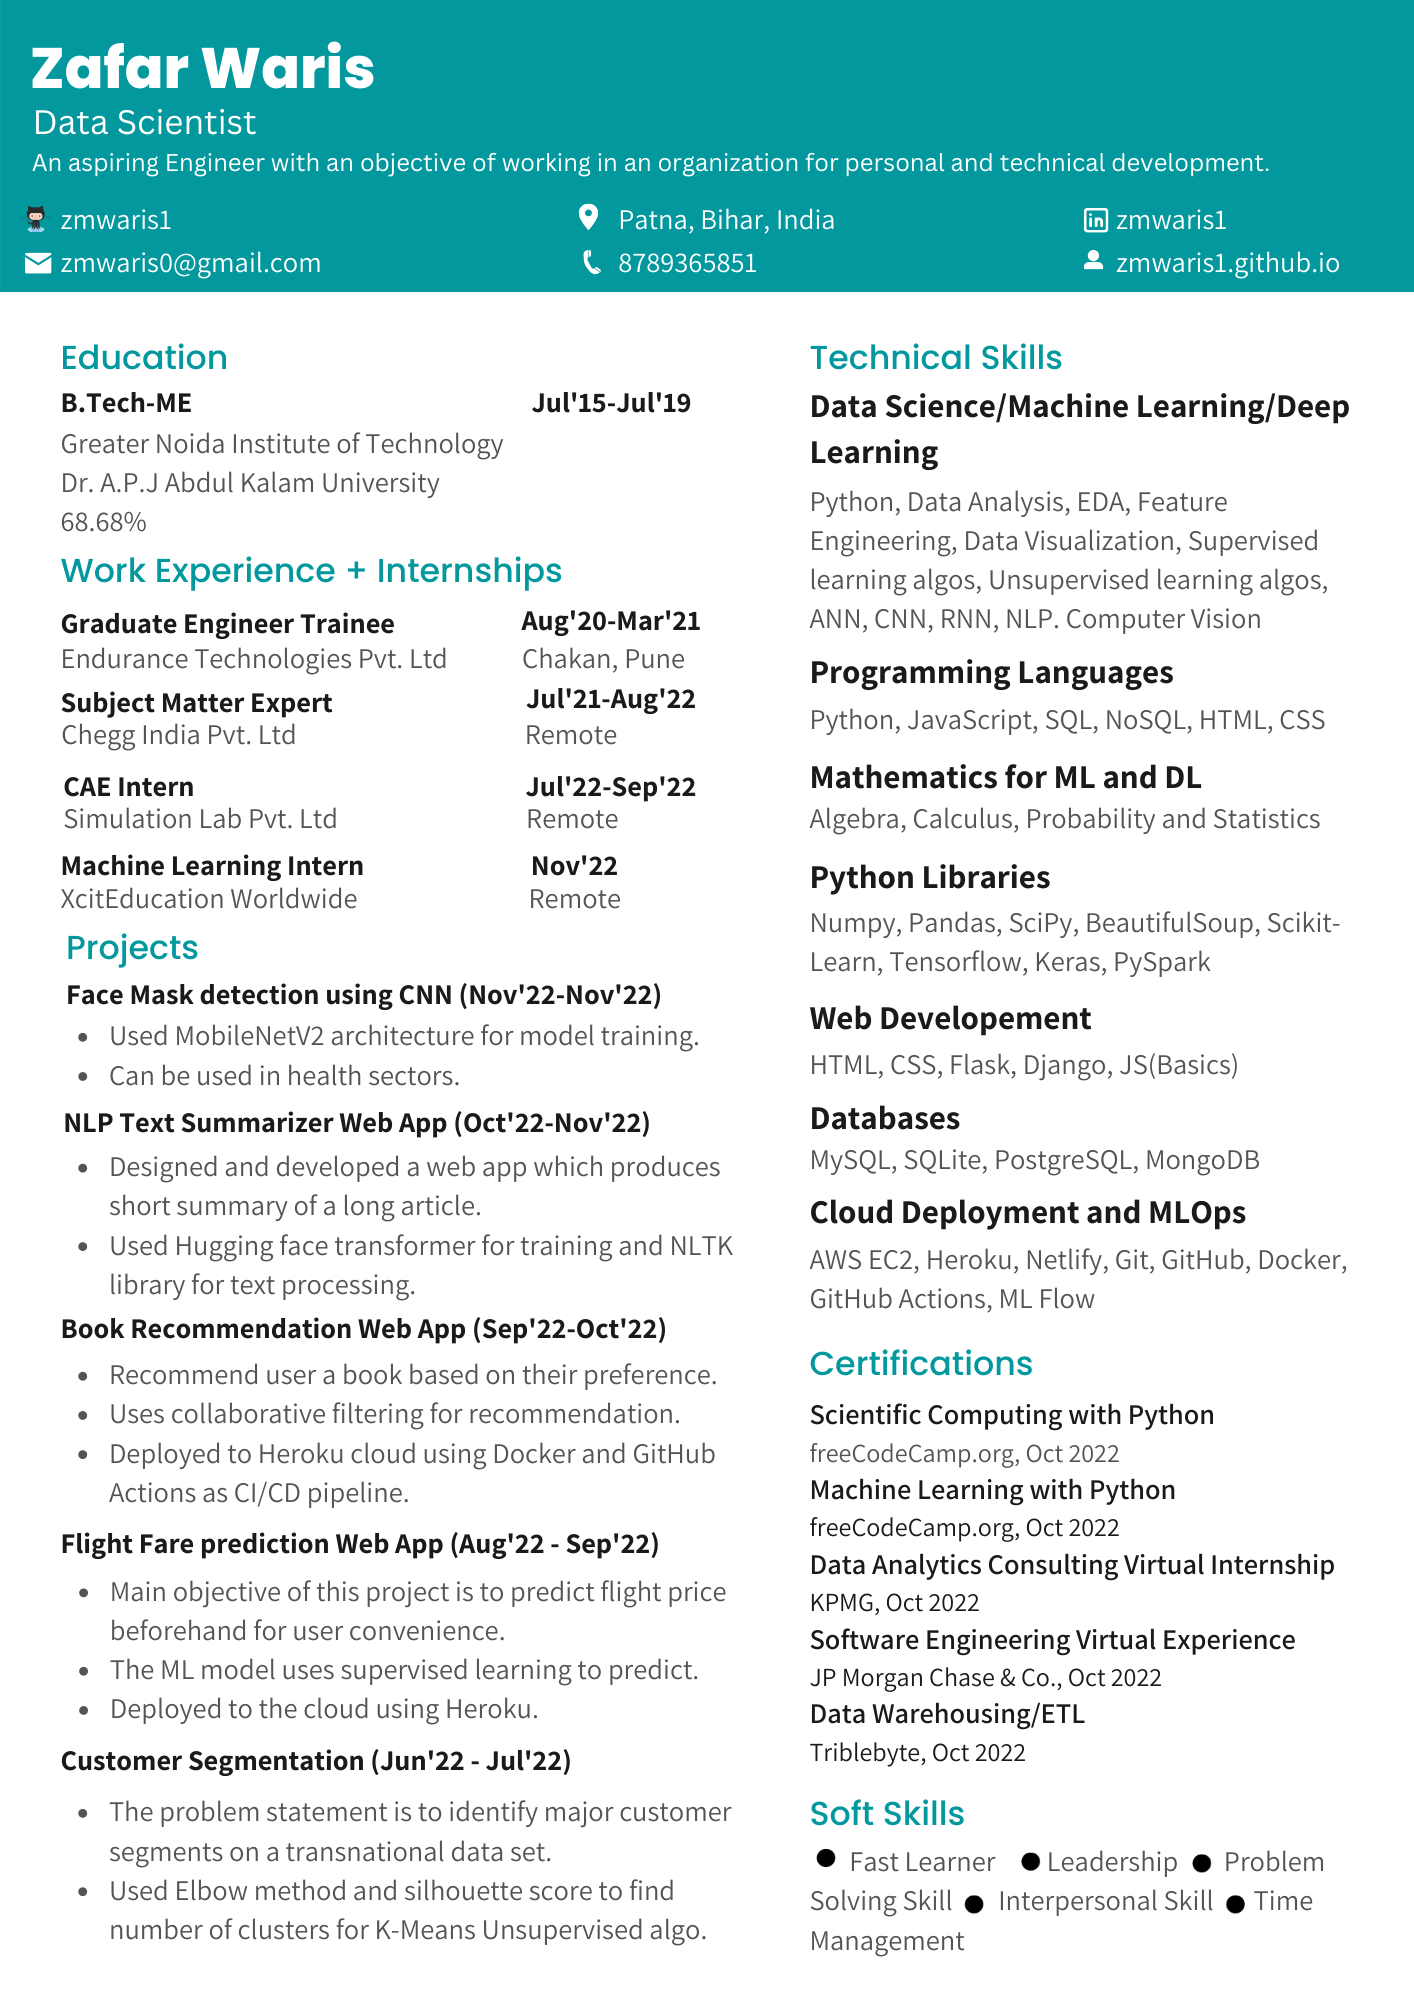 Zafar Waris
Data Scientist
An aspiring Engineer with an objective of working in an organization for personal and technical development.
zmwaris1
Patna, Bihar, India
zmwaris1
zmwaris0@gmail.com
8789365851
zmwaris1.github.io
Education
B.Tech-ME Jul'15-Jul'19
Greater Noida Institute of Technology
Dr. A.P.J Abdul Kalam University
68.68%
Work Experience + Internships
Graduate Engineer Trainee Aug'20-Mar'21
Endurance Technologies Pvt. Ltd Chakan, Pune
Subject Matter Expert Jul'21-Aug'22
Chegg India Pvt. Ltd Remote
CAE Intern Jul'22-Sep'22
Simulation Lab Pvt. Ltd Remote
Machine Learning Intern Nov'22
XcitEducation Worldwide Remote
Projects
Face Mask detection using CNN (Nov'22-Nov'22)
• Used MobileNetV2 architecture for model training.
• Can be used in health sectors.
NLP Text Summarizer Web App (Oct'22-Nov'22)
• Designed and developed a web app which produces
short summary of a long article.
• Used Hugging face transformer for training and NLTK
library for text processing.
Book Recommendation Web App (Sep'22-Oct'22)
• Recommend user a book based on their preference.
• Uses collaborative filtering for recommendation.
• Deployed to Heroku cloud using Docker and GitHub
Actions as CI/CD pipeline.
Flight Fare prediction Web App (Aug'22 - Sep'22)
• Main objective of this project is to predict flight price
beforehand for user convenience.
• The ML model uses supervised learning to predict.
• Deployed to the cloud using Heroku.
Customer Segmentation (Jun'22 - Jul'22)
• The problem statement is to identify major customer
segments on a transnational data set.
• Used Elbow method and silhouette score to find
number of clusters for K-Means Unsupervised algo.
Technical Skills
Data Science/Machine Learning/Deep
Learning
Python, Data Analysis, EDA, Feature
Engineering, Data Visualization, Supervised
learning algos, Unsupervised learning algos,
ANN, CNN, RNN, NLP. Computer Vision
Programming Languages
Python, JavaScript, SQL, NoSQL, HTML, CSS
Mathematics for ML and DL
Algebra, Calculus, Probability and Statistics
Python Libraries
Numpy, Pandas, SciPy, BeautifulSoup, Scikit-
Learn, Tensorflow, Keras, PySpark
Web Developement
HTML, CSS, Flask, Django, JS(Basics)
Databases
MySQL, SQLite, PostgreSQL, MongoDB
Cloud Deployment and MLOps
AWS EC2, Heroku, Netlify, Git, GitHub, Docker,
GitHub Actions, ML Flow
Certifications
Scientific Computing with Python
freeCodeCamp.org, Oct 2022
Machine Learning with Python
freeCodeCamp.org, Oct 2022
Data Analytics Consulting Virtual Internship
KPMG, Oct 2022
Software Engineering Virtual Experience
JP Morgan Chase & Co., Oct 2022
Data Warehousing/ETL
Triblebyte, Oct 2022
Soft Skills
● Fast Learner ● Leadership ● Problem
Solving Skill ● Interpersonal Skill ● Time
Management